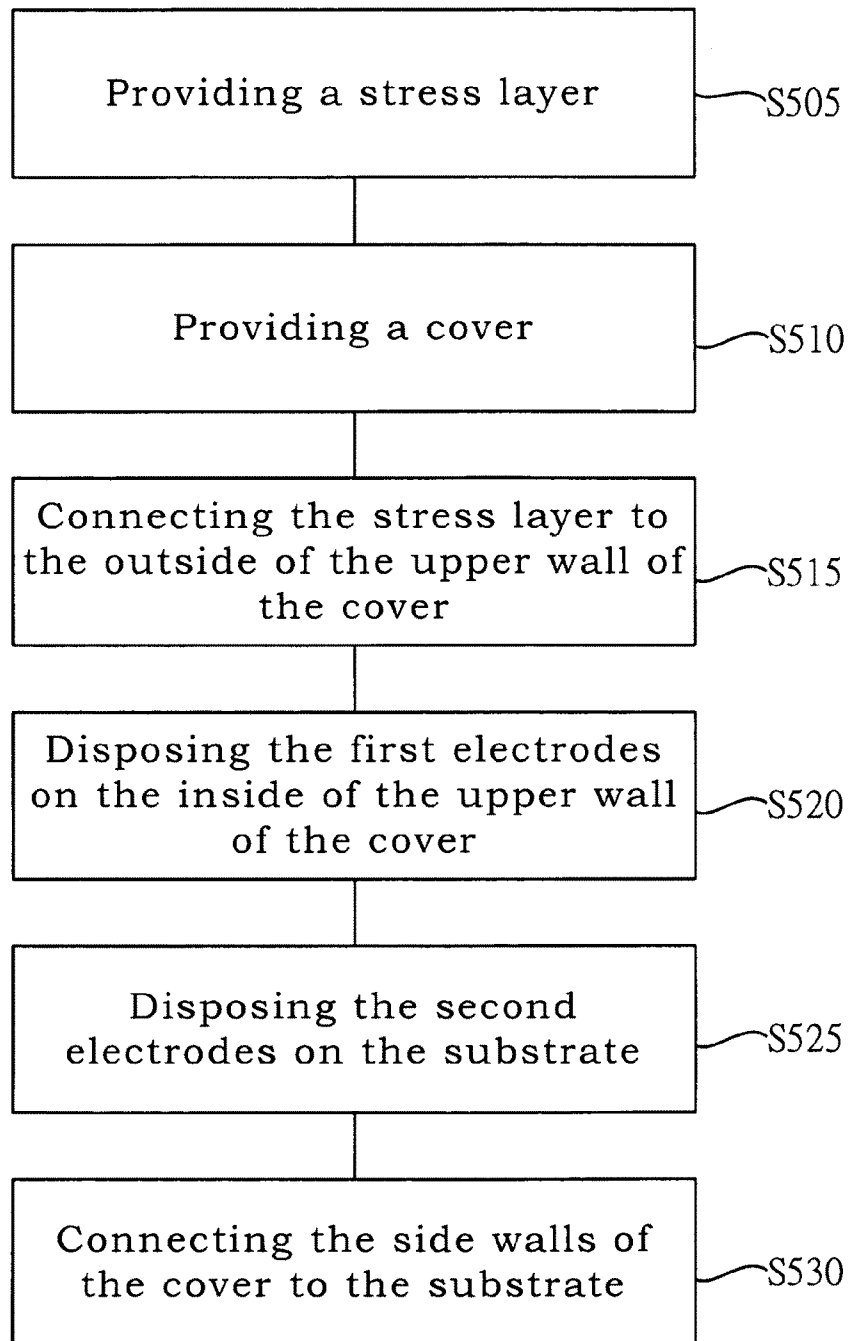 Providing a stress layer
S505
Providing a cover
S510
Connecting the stress layer to
the outside of the upper wall of
the cover
S515
Disposing the first electrodes
on the inside of the upper wall
of the cover
S520
Disposing the second
electrodes on the substrate
S525
Connecting the side walls of
the cover to the substrate
S530